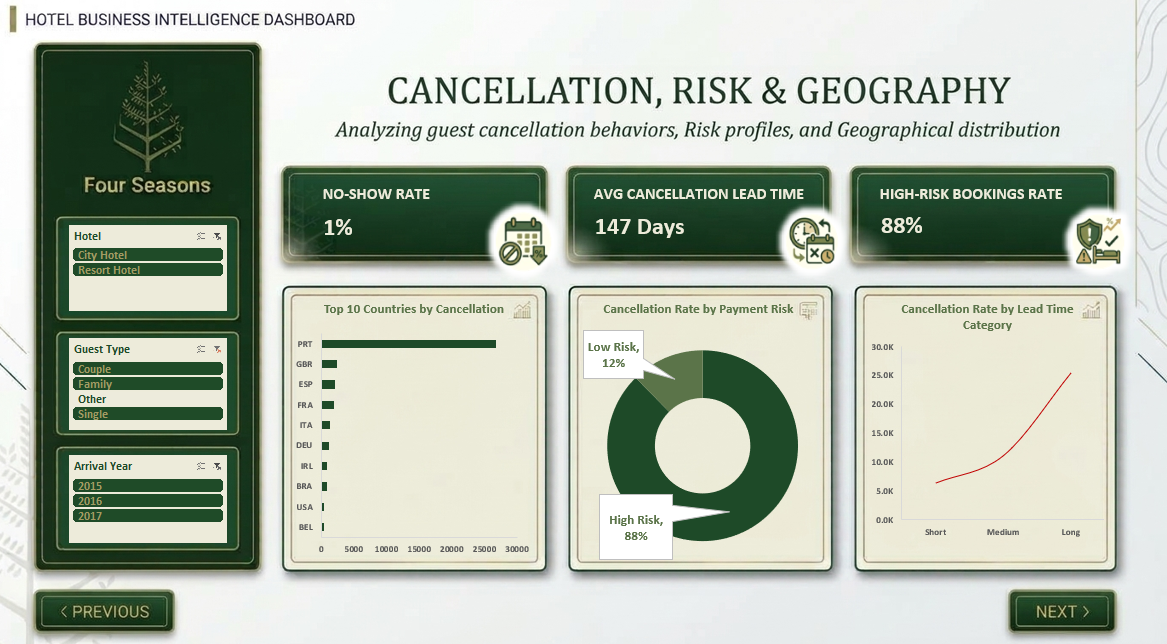 HOTEL BUSINESS INTELLIGENCE DASHBOARD
Four Seasons
Hotel
City Hotel
Resort Hotel
Guest Type
Couple
Family
Other
Single
Arrival Year
2015
2016
2017
CANCELLATION, RISK & GEOGRAPHY
Analyzing guest cancellation behaviors, Risk profiles, and Geographical distribution
NO-SHOW RATE
1%
AVG CANCELLATION LEAD TIME
147 Days
HIGH-RISK BOOKINGS RATE
88%
Top 10 Countries by Cancellation
PRT
GBR
ESP
FRA
ITA
DEU
IRL
BRA
USA
BEL
0 5000 10000 15000 20000 25000 30000
Cancellation Rate by Payment Risk
Low Risk,
12%
High Risk,
88%
Cancellation Rate by Lead Time
Category
30.0K
25.0K
20.0K
15.0K
10.0K
5.0K
0.0K
Short Medium Long
< PREVIOUS
NEXT >